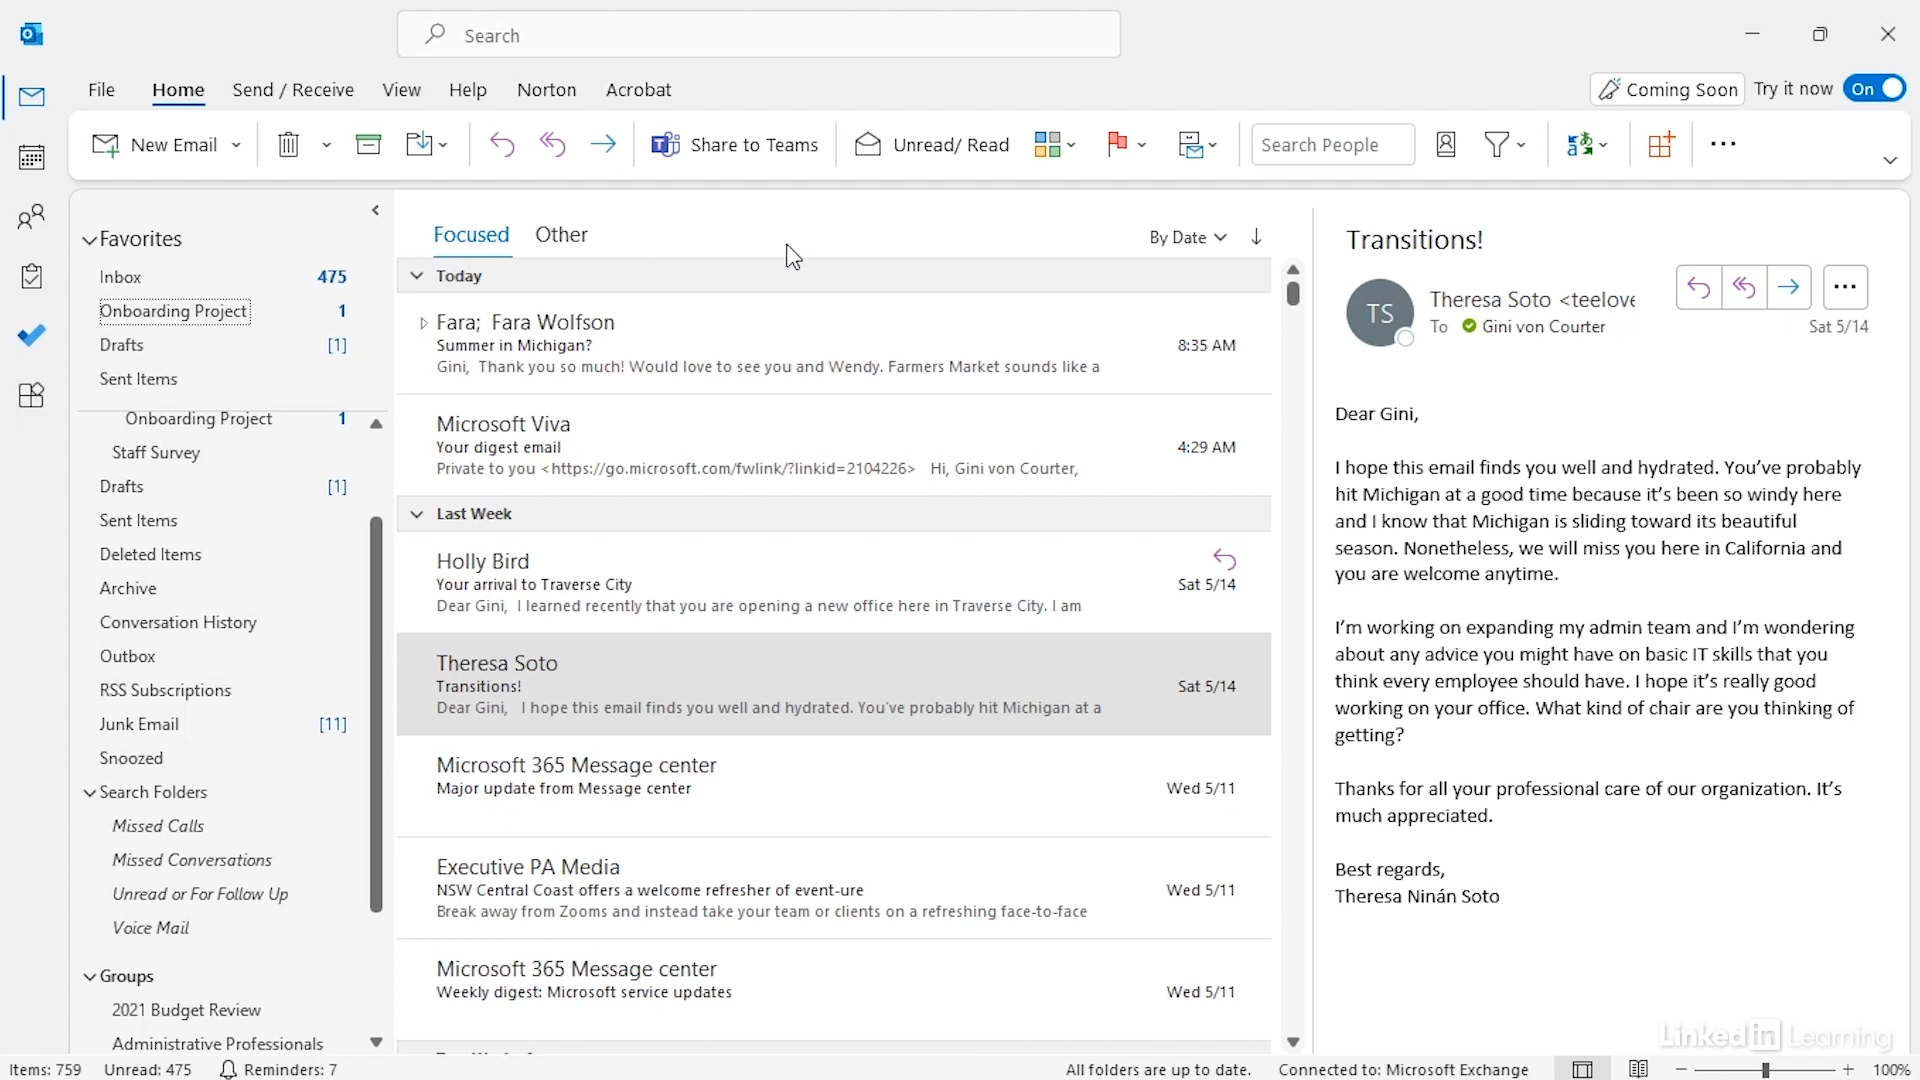 Search
File Home Send / Receive View Help Norton Acrobat
Coming Soon Try it now On
New Email
Share to Teams
Unread/ Read
Search People
Favorites
Inbox 475
Onboarding Project 1
Drafts [1]
Sent Items
Onboarding Project 1
Staff Survey
Drafts [1]
Sent Items
Deleted Items
Archive
Conversation History
Outbox
RSS Subscriptions
Junk Email [11]
Snoozed
Search Folders
Missed Calls
Missed Conversations
Unread or For Follow Up
Voice Mail
Groups
2021 Budget Review
Administrative Professionals
Focused Other
By Date
Today
Fara; Fara Wolfson
Summer in Michigan? 8:35 AM
Gini, Thank you so much! Would love to see you and Wendy. Farmers Market sounds like a
Microsoft Viva
Your digest email 4:29 AM
Private to you <https://go.microsoft.com/fwlink/?linkid=2104226> Hi, Gini von Courter,
Last Week
Holly Bird
Your arrival to Traverse City Sat 5/14
Dear Gini, I learned recently that you are opening a new office here in Traverse City. I am
Theresa Soto
Transitions! Sat 5/14
Dear Gini, I hope this email finds you well and hydrated. You've probably hit Michigan at a
Microsoft 365 Message center
Major update from Message center Wed 5/11
Executive PA Media
NSW Central Coast offers a welcome refresher of event-ure Wed 5/11
Break away from Zooms and instead take your team or clients on a refreshing face-to-face
Microsoft 365 Message center
Weekly digest: Microsoft service updates Wed 5/11
Transitions!
TS
Theresa Soto <teelove
To Gini von Courter
Sat 5/14
Dear Gini,
I hope this email finds you well and hydrated. You've probably
hit Michigan at a good time because it's been so windy here
and I know that Michigan is sliding toward its beautiful
season. Nonetheless, we will miss you here in California and
you are welcome anytime.
I'm working on expanding my admin team and I'm wondering
about any advice you might have on basic IT skills that you
think every employee should have. I hope it's really good
working on your office. What kind of chair are you thinking of
getting?
Thanks for all your professional care of our organization. It's
much appreciated.
Best regards,
Theresa Ninán Soto
LinkedIn Learning
Items: 759 Unread: 475 Reminders: 7 All folders are up to date. Connected to: Microsoft Exchange 100%